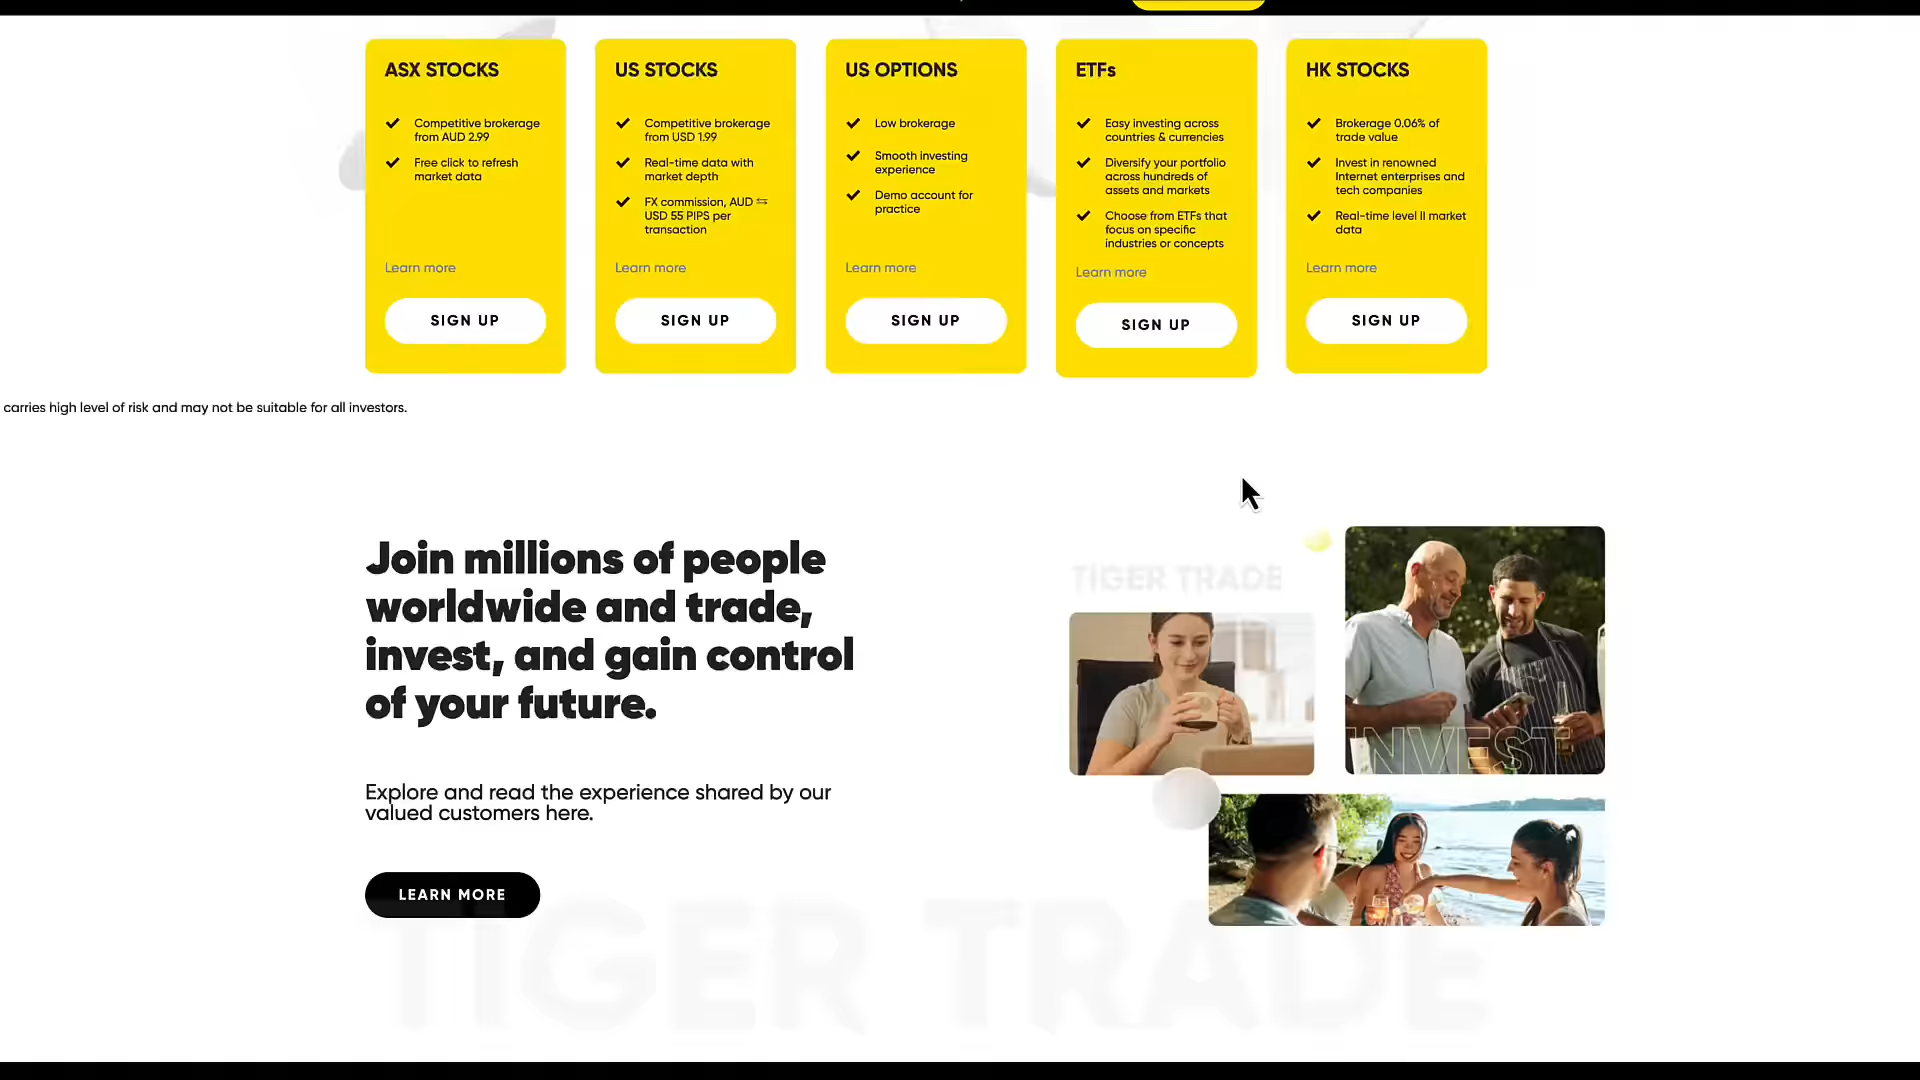 ASX STOCKS
Competitive brokerage
from AUD 2.99
Free click to refresh
market data
Learn more
SIGN UP
US STOCKS
Competitive brokerage
from USD 1.99
Real-time data with
market depth
FX commission, AUD ⇆
USD 55 PIPS per
transaction
Learn more
SIGN UP
US OPTIONS
Low brokerage
Smooth investing
experience
Demo account for
practice
Learn more
SIGN UP
ETFs
Easy investing across
countries & currencies
Diversify your portfolio
across hundreds of
assets and markets
Choose from ETFs that
focus on specific
industries or concepts
Learn more
SIGN UP
HK STOCKS
Brokerage 0.06% of
trade value
Invest in renowned
Internet enterprises and
tech companies
Real-time level II market
data
Learn more
SIGN UP
carries high level of risk and may not be suitable for all investors.
Join millions of people
worldwide and trade,
invest, and gain control
of your future.
Explore and read the experience shared by our
valued customers here.
LEARN MORE
TIGER TRADE
INVEST
TIGER TRADE